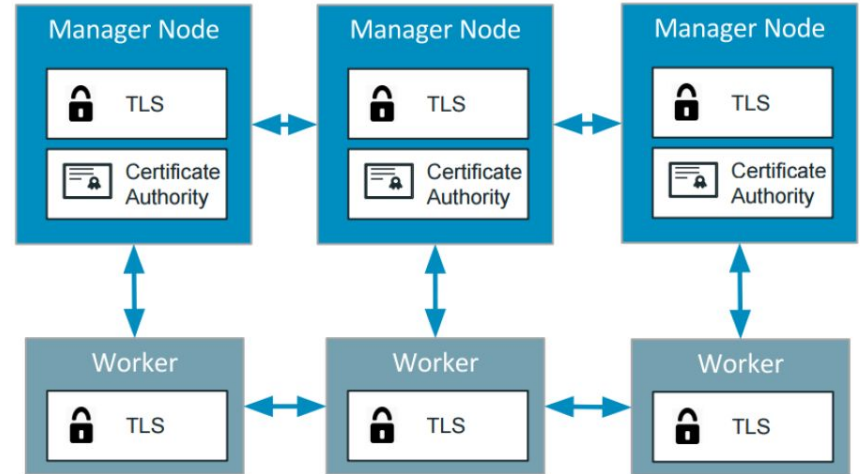 Manager Node
TLS
Certificate
Authority
Manager Node
TLS
Certificate
Authority
Manager Node
TLS
Certificate
Authority
Worker
TLS
Worker
TLS
Worker
TLS